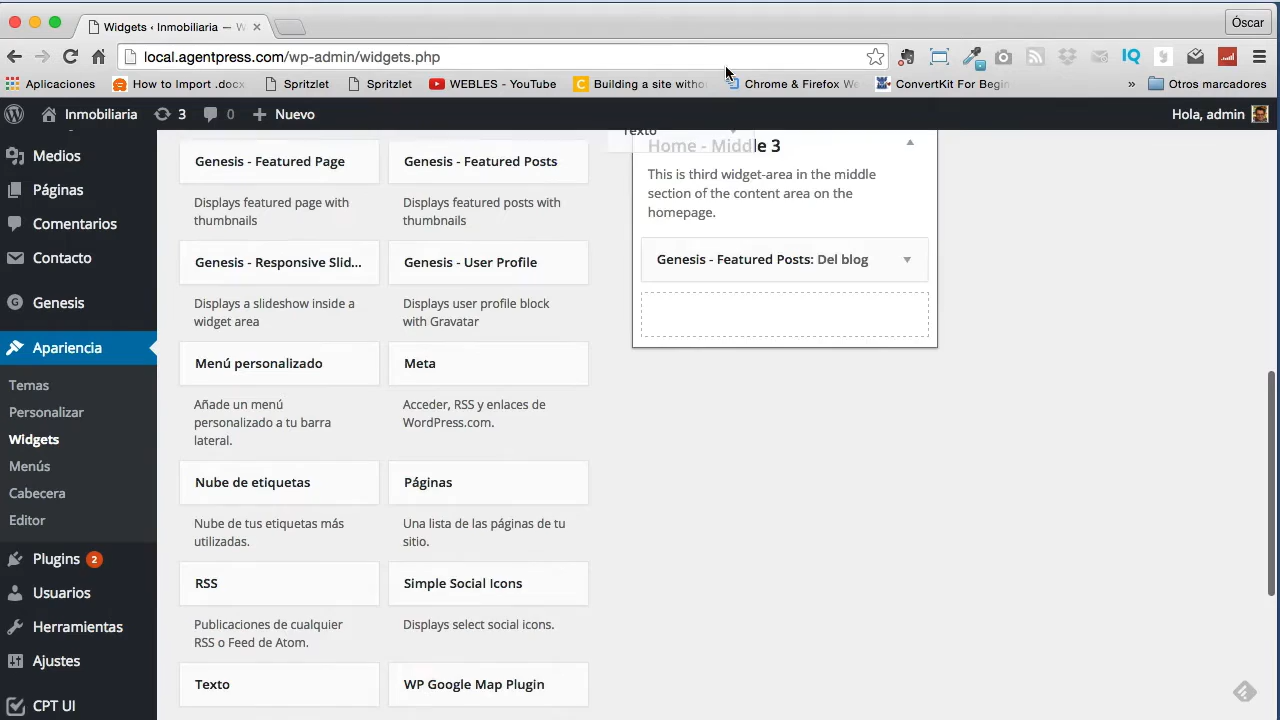 Widgets ‹ Inmobiliaria — W
Óscar
local.agentpress.com/wp-admin/widgets.php
Aplicaciones
How to Import .docx
Spritzlet
Spritzlet
WEBLES - YouTube
Building a site witho
Chrome & Firefox We
ConvertKit For Begin
»
Otros marcadores
Inmobiliaria
3
0
Nuevo
Hola, admin
Medios
Páginas
Comentarios
Contacto
Genesis
Apariencia
Temas
Personalizar
Widgets
Menús
Cabecera
Editor
Plugins 2
Usuarios
Herramientas
Ajustes
CPT UI
Genesis - Featured Page
Displays featured page with
thumbnails
Genesis - Featured Posts
Displays featured posts with
thumbnails
Genesis - Responsive Slid...
Displays a slideshow inside a
widget area
Genesis - User Profile
Displays user profile block
with Gravatar
Menú personalizado
Añade un menú
personalizado a tu barra
lateral.
Meta
Acceder, RSS y enlaces de
WordPress.com.
Nube de etiquetas
Nube de tus etiquetas más
utilizadas.
Páginas
Una lista de las páginas de tu
sitio.
RSS
Publicaciones de cualquier
RSS o Feed de Atom.
Simple Social Icons
Displays select social icons.
Texto
WP Google Map Plugin
Texto
Home - Middle 3
This is third widget-area in the middle
section of the content area on the
homepage.
Genesis - Featured Posts: Del blog